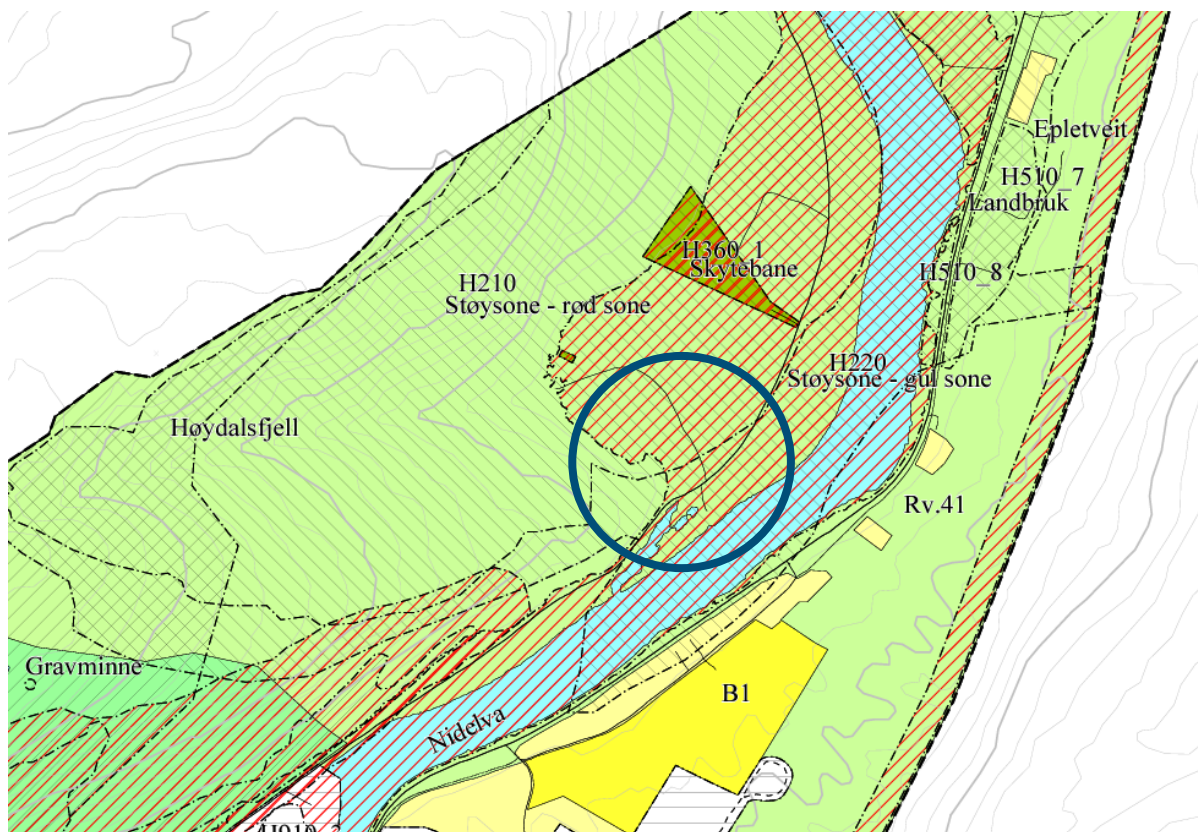 Epletveit
H510_7
Landbruk
H360_1
Skytebane
H510_8
H210
Støysone - rød sone
H220
Støysone - gul sone
Høydalsfjell
Rv.41
Gravminne
B1
Nidelva